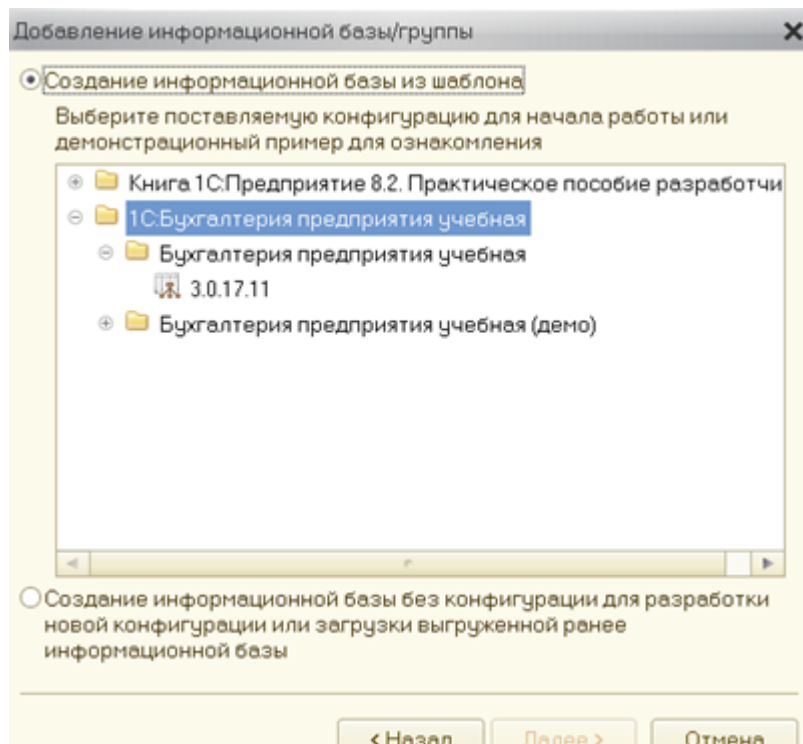 Добавление информационной базы/группы
Создание информационной базы из шаблона
Выберите поставляемую конфигурацию для начала работы или
демонстрационный пример для ознакомления
Книга 1С:Предприятие 8.2. Практическое пособие разработчи
1С:Бухгалтерия предприятия учебная
Бухгалтерия предприятия учебная
3.0.17.11
Бухгалтерия предприятия учебная (демо)
Создание информационной базы без конфигурации для разработки
новой конфигурации или загрузки выгруженной ранее
информационной базы
< Назад Далее > Отмена